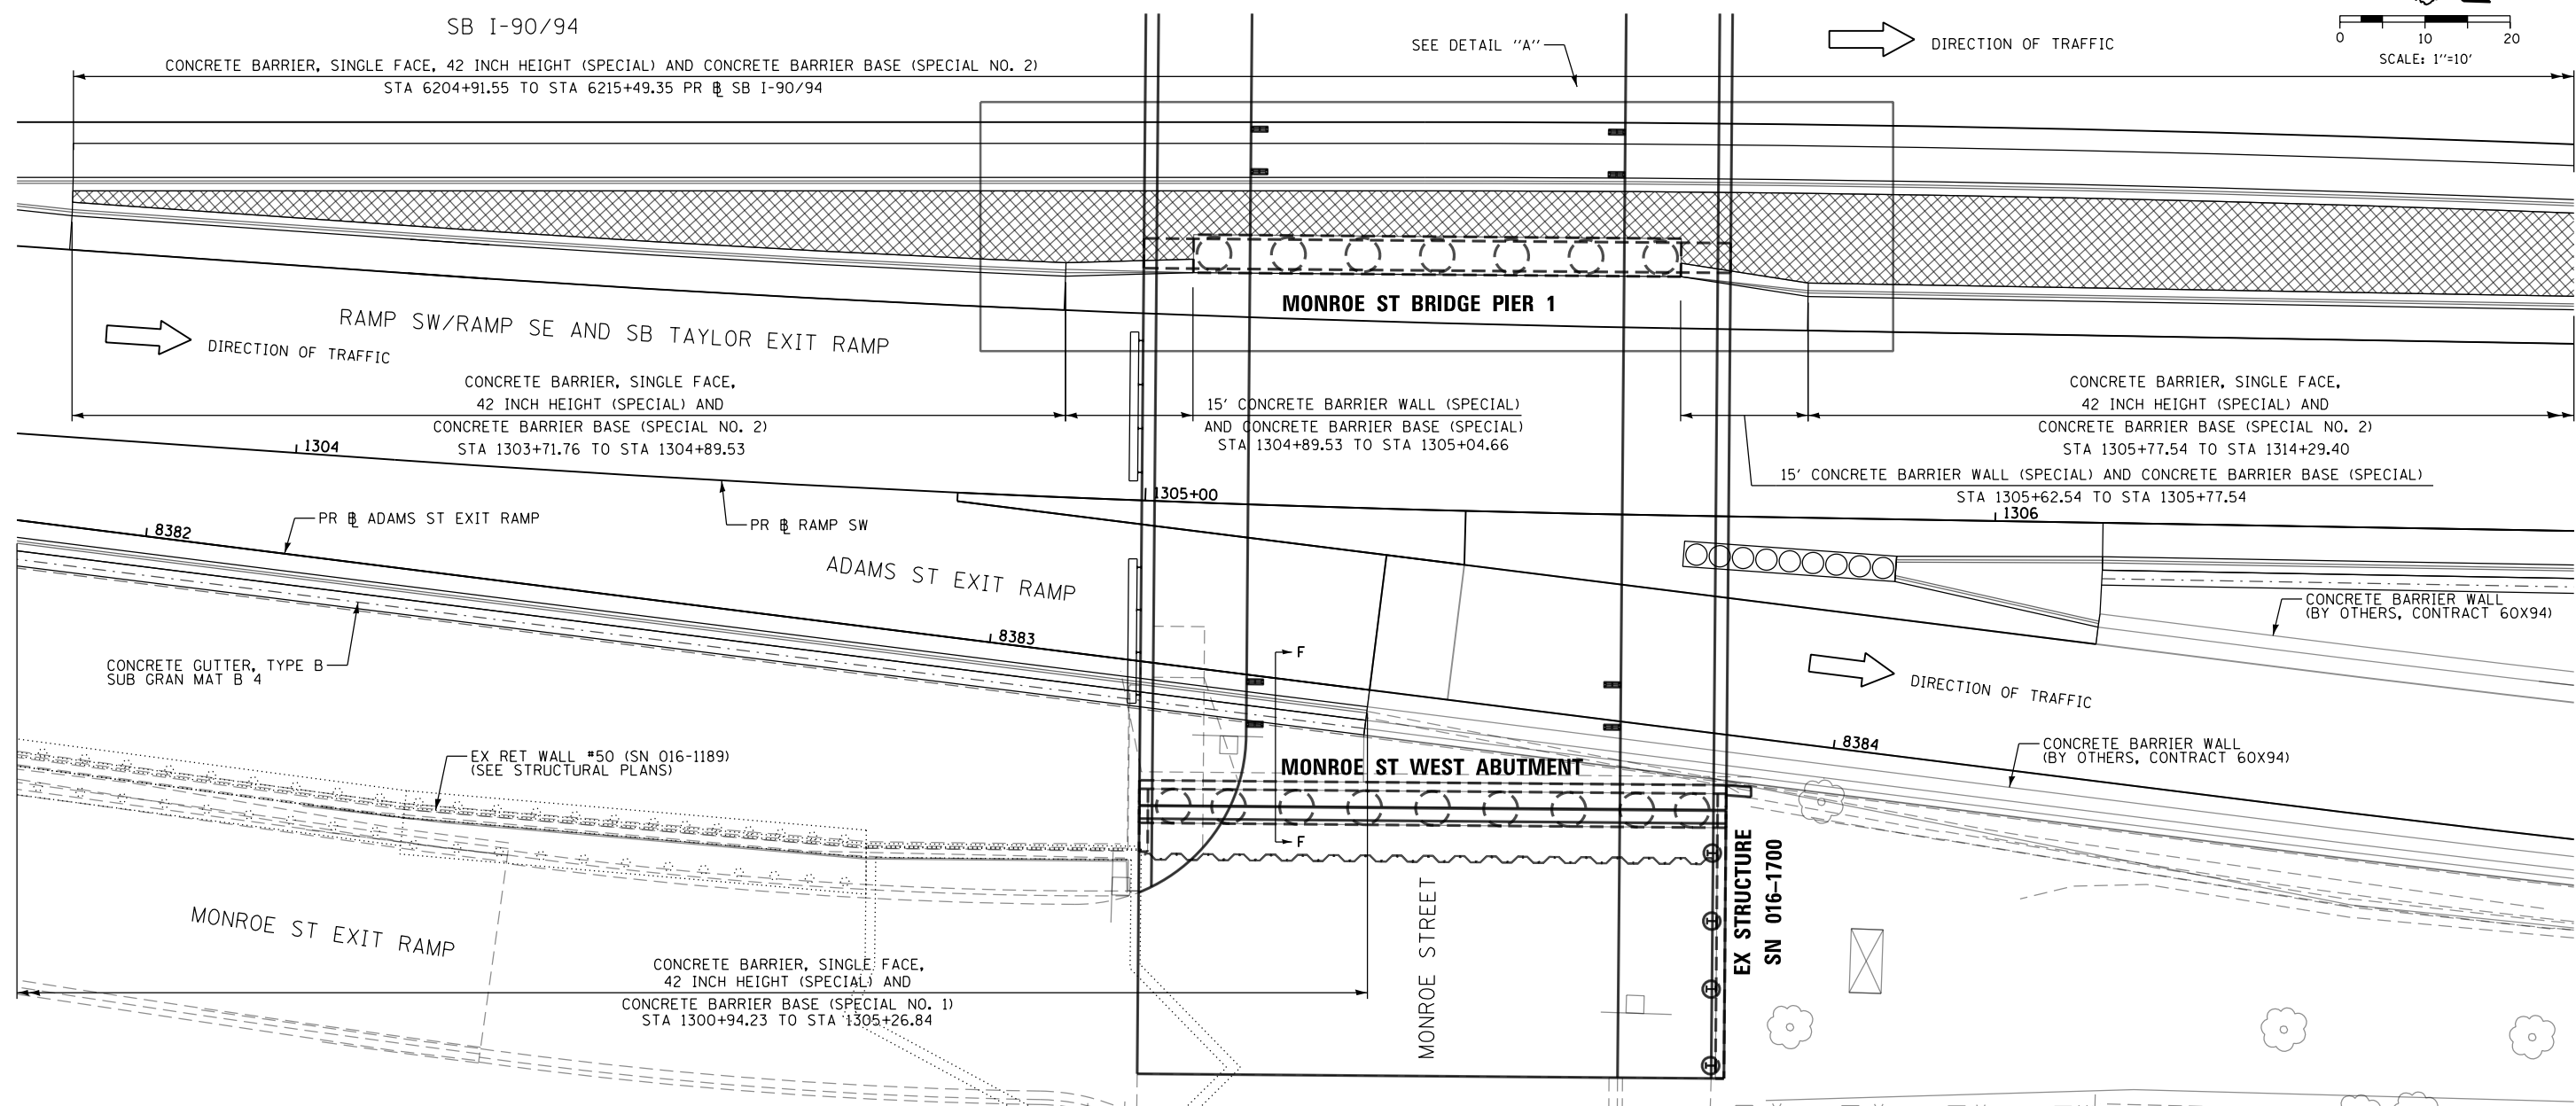 SB I-90/94
CONCRETE BARRIER, SINGLE FACE, 42 INCH HEIGHT (SPECIAL) AND CONCRETE BARRIER BASE (SPECIAL NO. 2)
STA 6204+91.55 TO STA 6215+49.35 PR ℄ SB I-90/94
SEE DETAIL "A"
DIRECTION OF TRAFFIC
0 10 20
SCALE: 1"=10'
MONROE ST BRIDGE PIER 1
RAMP SW/RAMP SE AND SB TAYLOR EXIT RAMP
DIRECTION OF TRAFFIC
CONCRETE BARRIER, SINGLE FACE,
42 INCH HEIGHT (SPECIAL) AND
CONCRETE BARRIER BASE (SPECIAL NO. 2)
STA 1303+71.76 TO STA 1304+89.53
15' CONCRETE BARRIER WALL (SPECIAL)
AND CONCRETE BARRIER BASE (SPECIAL)
STA 1304+89.53 TO STA 1305+04.66
CONCRETE BARRIER, SINGLE FACE,
42 INCH HEIGHT (SPECIAL) AND
CONCRETE BARRIER BASE (SPECIAL NO. 2)
STA 1305+77.54 TO STA 1314+29.40
15' CONCRETE BARRIER WALL (SPECIAL) AND CONCRETE BARRIER BASE (SPECIAL)
STA 1305+62.54 TO STA 1305+77.54
1304
1305+00
1306
8382
PR ℄ ADAMS ST EXIT RAMP
PR ℄ RAMP SW
ADAMS ST EXIT RAMP
8383
CONCRETE BARRIER WALL
(BY OTHERS, CONTRACT 60X94)
CONCRETE GUTTER, TYPE B
SUB GRAN MAT B 4
F
DIRECTION OF TRAFFIC
8384
CONCRETE BARRIER WALL
(BY OTHERS, CONTRACT 60X94)
EX RET WALL #50 (SN 016-1189)
(SEE STRUCTURAL PLANS)
MONROE ST WEST ABUTMENT
F
EX STRUCTURE
SN 016-1700
MONROE STREET
MONROE ST EXIT RAMP
CONCRETE BARRIER, SINGLE FACE,
42 INCH HEIGHT (SPECIAL) AND
CONCRETE BARRIER BASE (SPECIAL NO. 1)
STA 1300+94.23 TO STA 1305+26.84